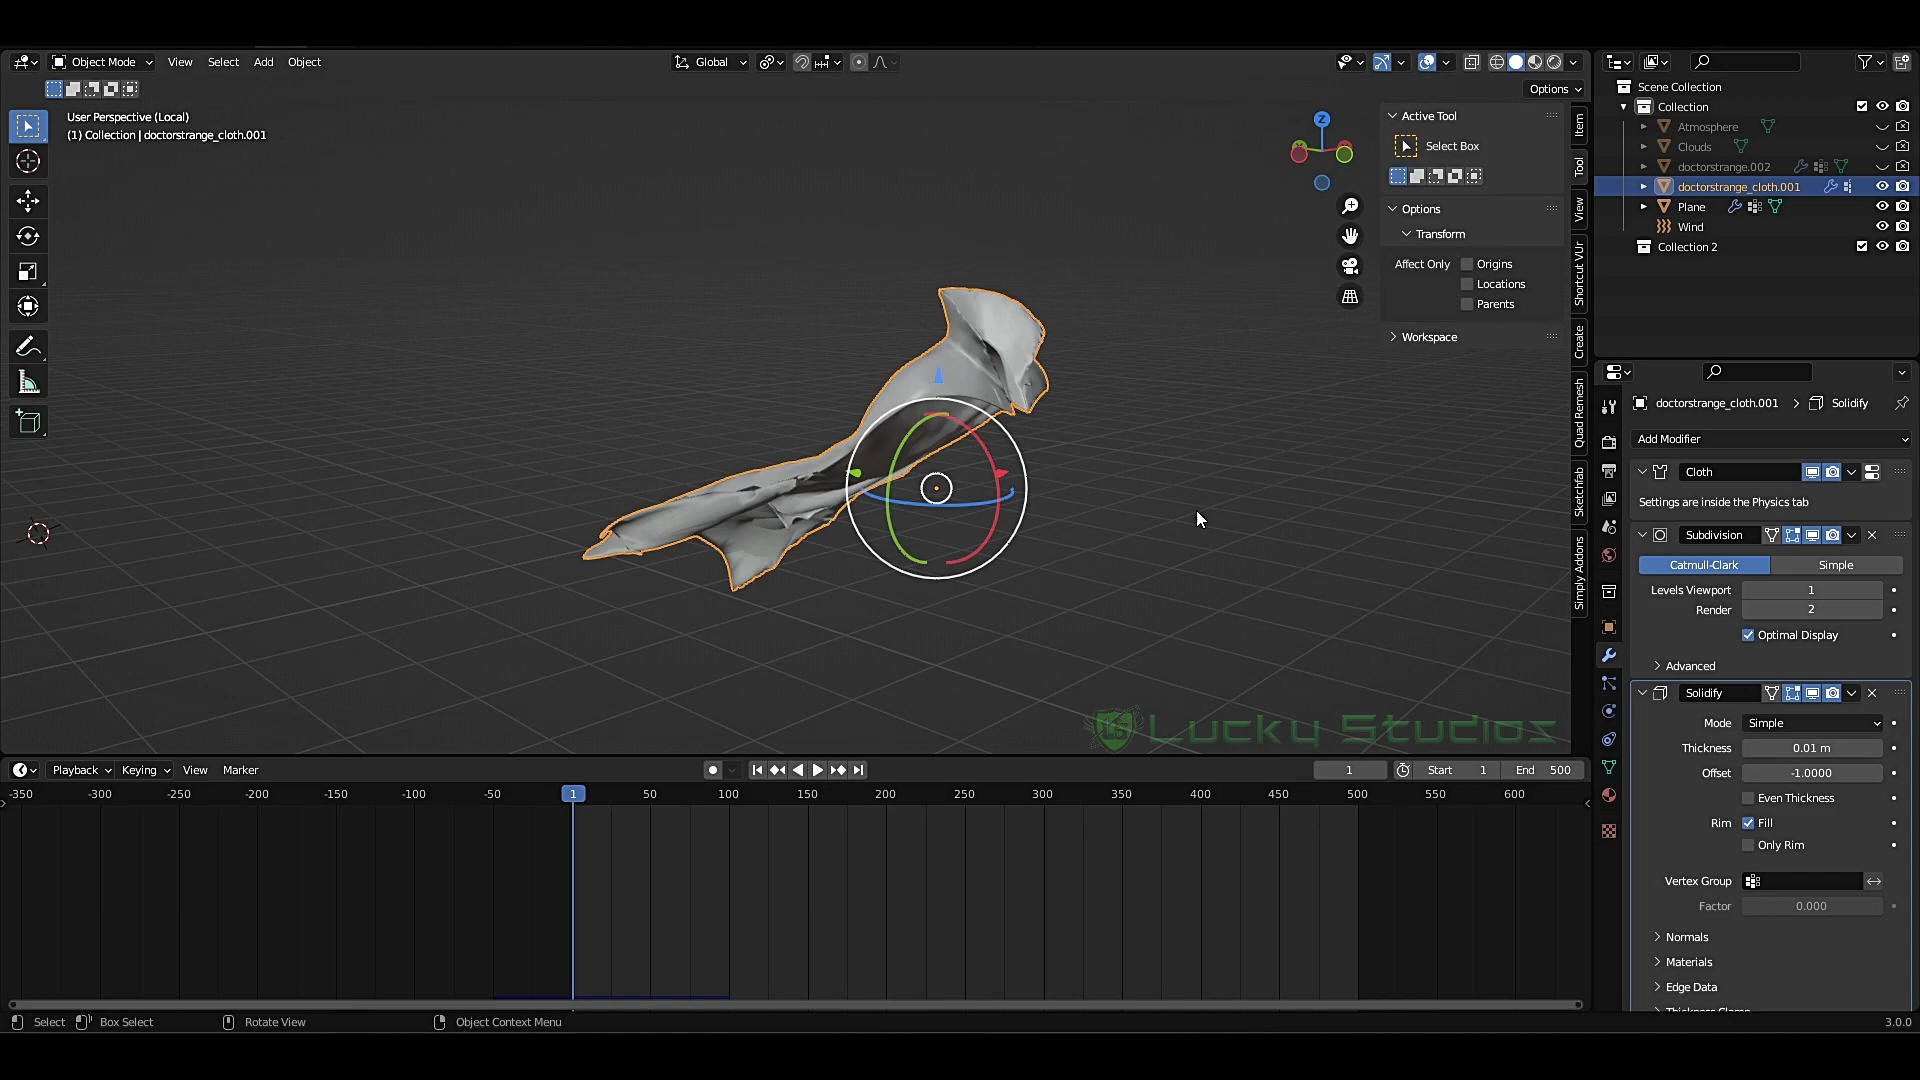 Object Mode View Select Add Object Global
Options
User Perspective (Local)
(1) Collection | doctorstrange_cloth.001
Z
Active Tool
Select Box
Options
Transform
Affect Only Origins
Locations
Parents
Workspace
Item
Tool
View
Shortcut VUr
Create
Quad Remesh
Sketchfab
Simply Addons
Lucky Studios
Scene Collection
Collection
Atmosphere
Clouds
doctorstrange.002
doctorstrange_cloth.001
Plane
Wind
Collection 2
doctorstrange_cloth.001 Solidify
Add Modifier
Cloth
Settings are inside the Physics tab
Subdivision
Catmull-Clark Simple
Levels Viewport 1
Render 2
Optimal Display
Advanced
Solidify
Mode Simple
Thickness 0.01 m
Offset -1.0000
Even Thickness
Rim Fill
Only Rim
Vertex Group
Factor 0.000
Normals
Materials
Edge Data
Thickness Clamp
Playback Keying View Marker 1 Start 1 End 500
-350 -300 -250 -200 -150 -100 -50 1 50 100 150 200 250 300 350 400 450 500 550 600
Select Box Select Rotate View Object Context Menu 3.0.0